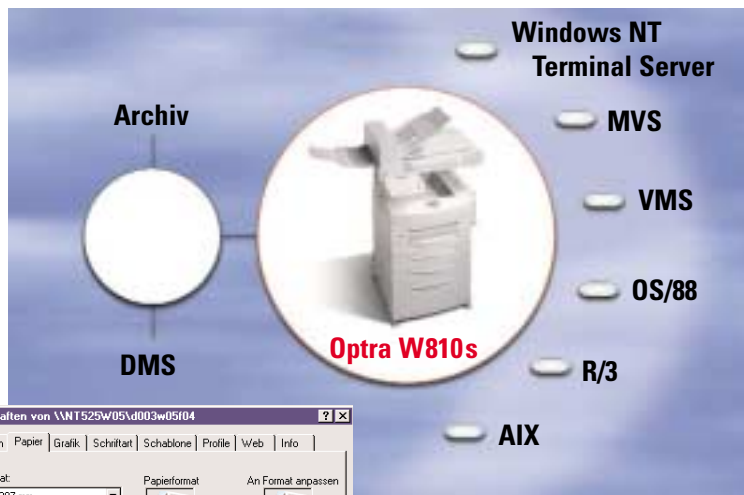 Windows NT
Terminal Server
Archiv
MVS
VMS
OS/88
Optra W810s
DMS
R/3
AIX
aften von \\NT525W05\d003w05f04
Papier Grafik Schriftart Schablone Profile Web Info
Papierformat An Format anpassen